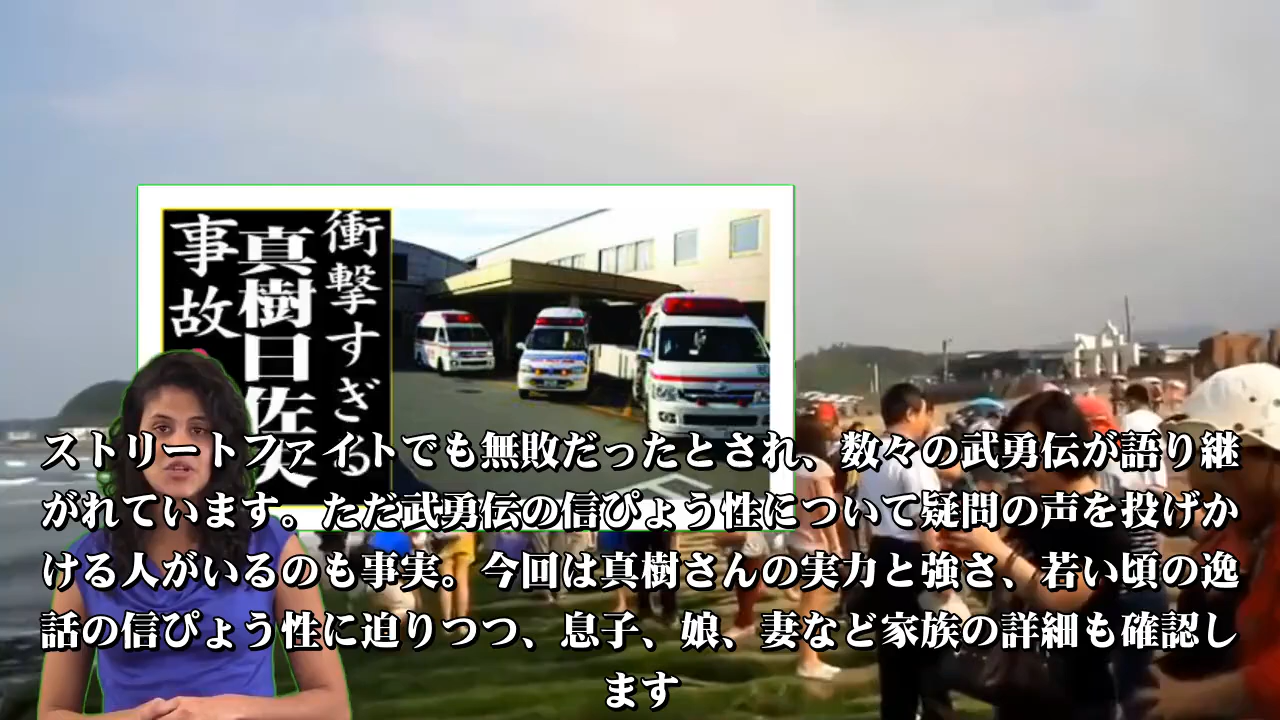 衝撃すぎる
真樹日佐夫
事故
ストリートファイトでも無敗だったとされ、数々の武勇伝が語り継
がれています。ただ武勇伝の信ぴょう性について疑問の声を投げか
ける人がいるのも事実。今回は真樹さんの実力と強さ、若い頃の逸
話の信ぴょう性に迫りつつ、息子、娘、妻など家族の詳細も確認し
ます